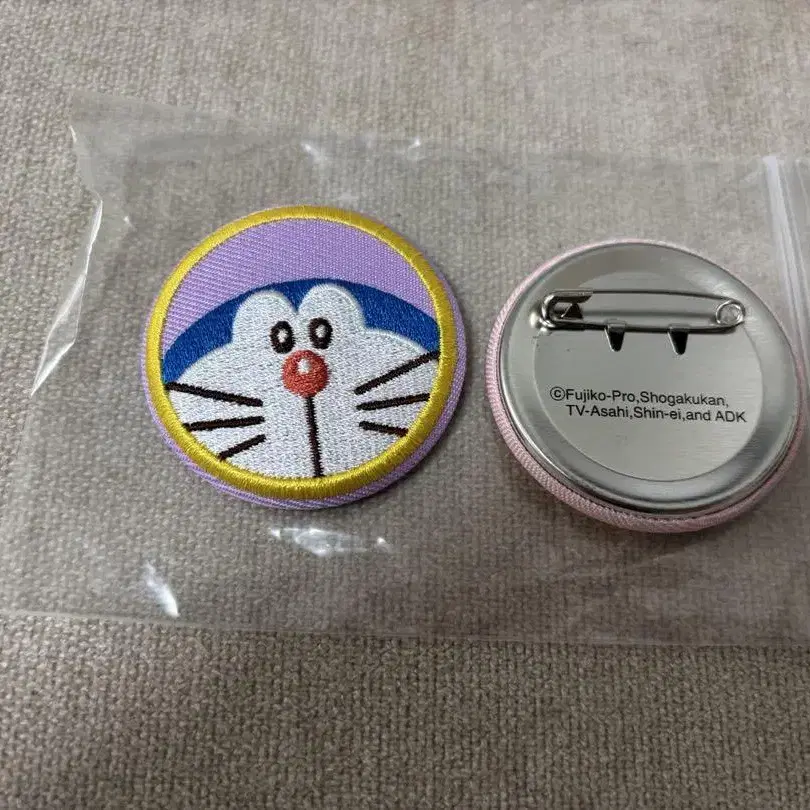 ©Fujiko-Pro,Shogakukan,
TV-Asahi,Shin-ei,and ADK